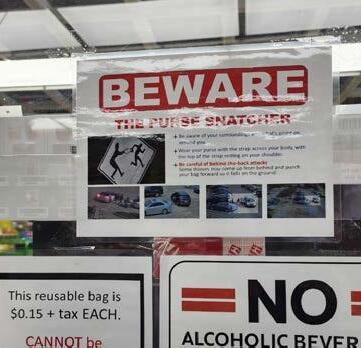 BEWARE
THE PURSE SNATCHER
Be aware of your surroundings going on
around you.
Wear your purse with the strap across your body, with
the top of the strap resting on your shoulder.
Be careful of behind-the-back attacks
Some thieves may come up from behind and
your bag forward so it falls on the ground.
This reusable bag is
$0.15 + tax EACH.
CANNOT be
NO
ALCOHOLIC BEVER